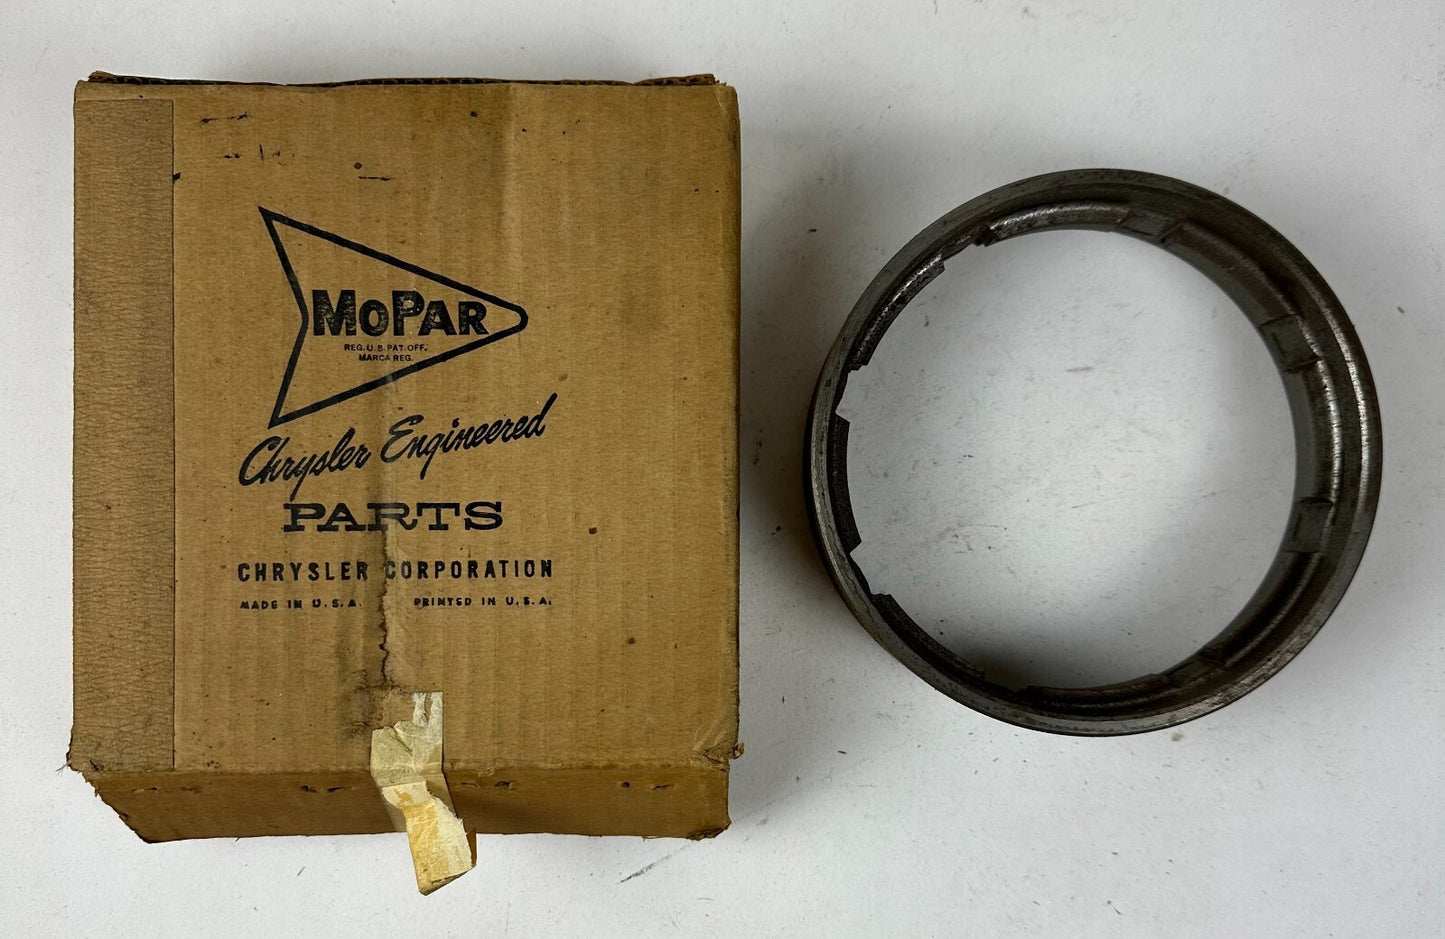 MOPAR
REG. U.S. PAT. OFF.
MARCA REG.
Chrysler Engineered
PARTS
CHRYSLER CORPORATION
MADE IN U.S.A. PRINTED IN U.S.A.